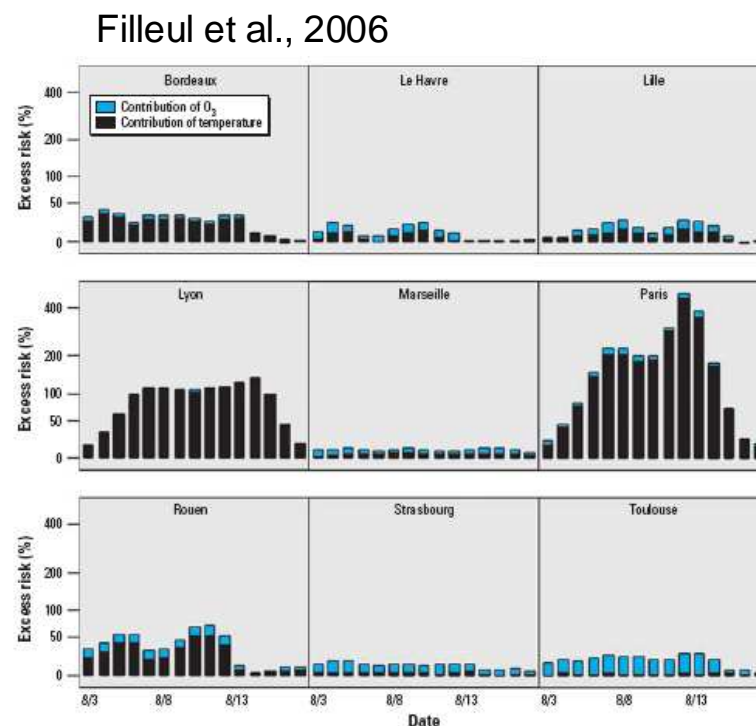 Filleul et al., 2006
Bordeaux
Le Havre
Lille
Excess risk (%)
400
200
100
50
0
Contribution of O₃
Contribution of temperature
Lyon
Marseille
Paris
Excess risk (%)
400
200
100
50
0
Rouen
Strasbourg
Toulouse
Excess risk (%)
400
200
100
50
0
8/3 8/8 8/13 8/3 8/8 8/13 8/3 8/8 8/13
Date